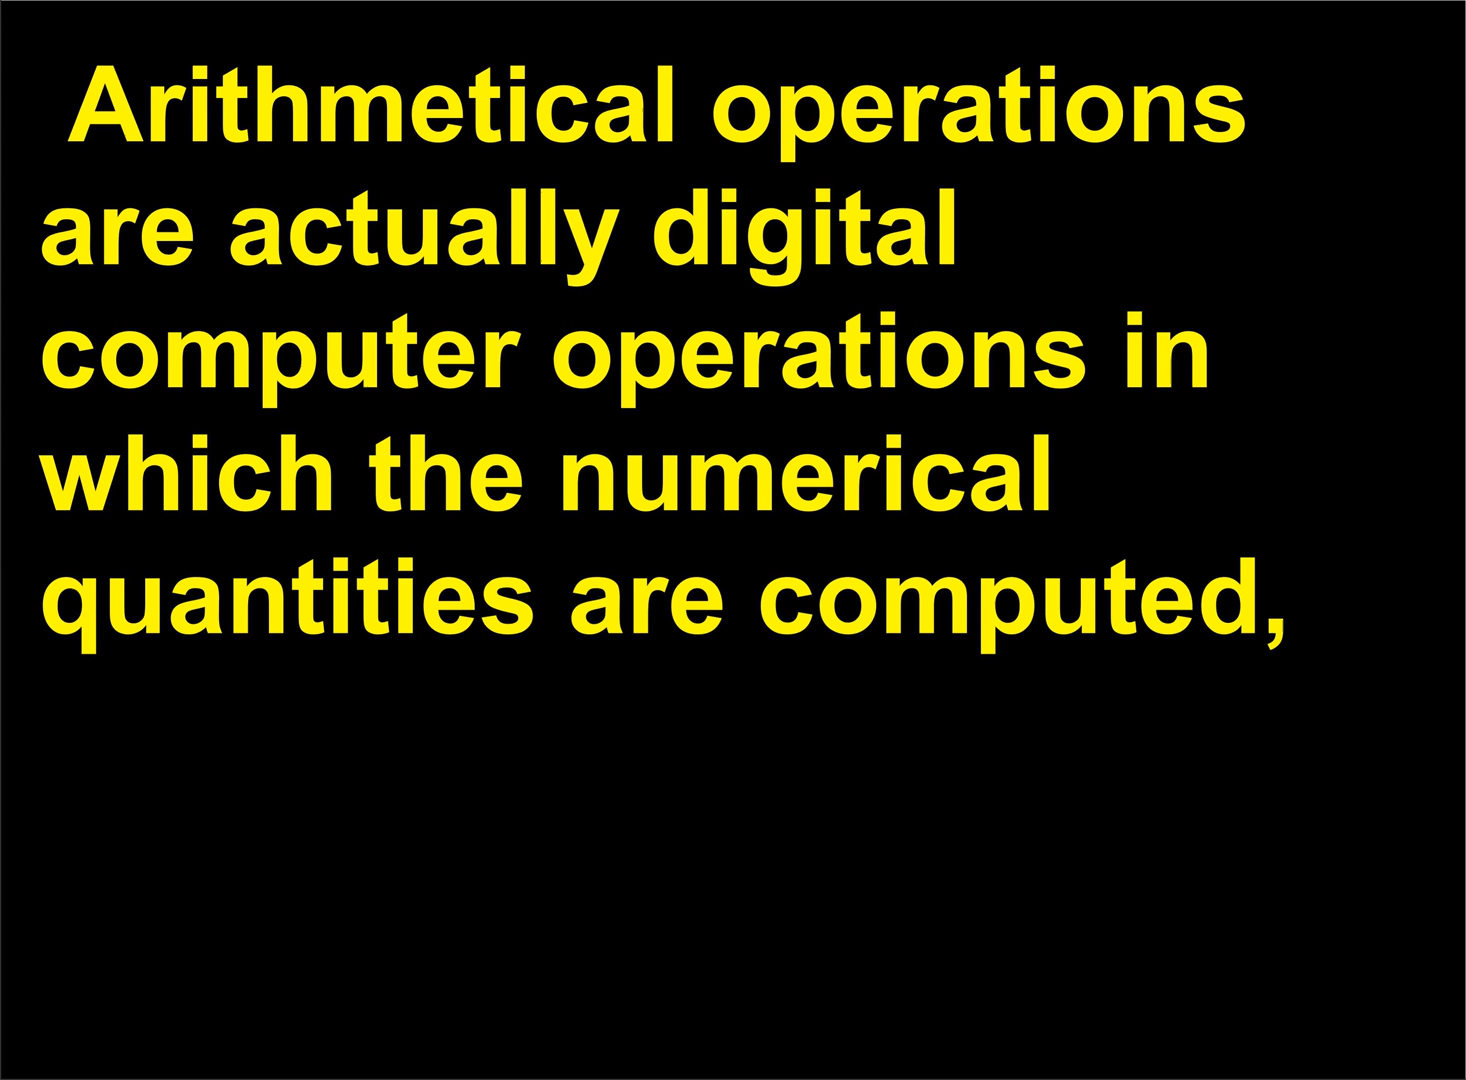 Arithmetical operations
are actually digital
computer operations in
which the numerical
quantities are computed,